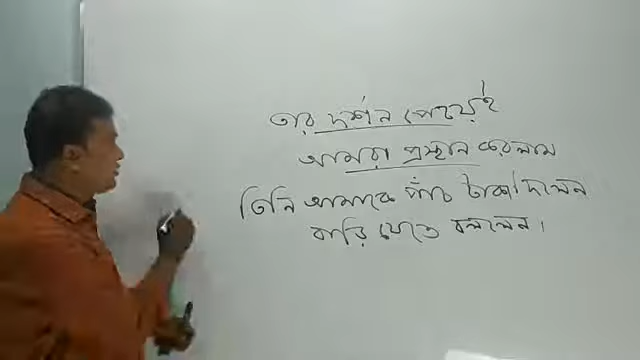 তার দর্শন পেয়েই
আমরা প্রস্থান করলাম
তিনি আমাকে পাঁচ টাকা দিলেন
বাড়ি যেতে বললেন।